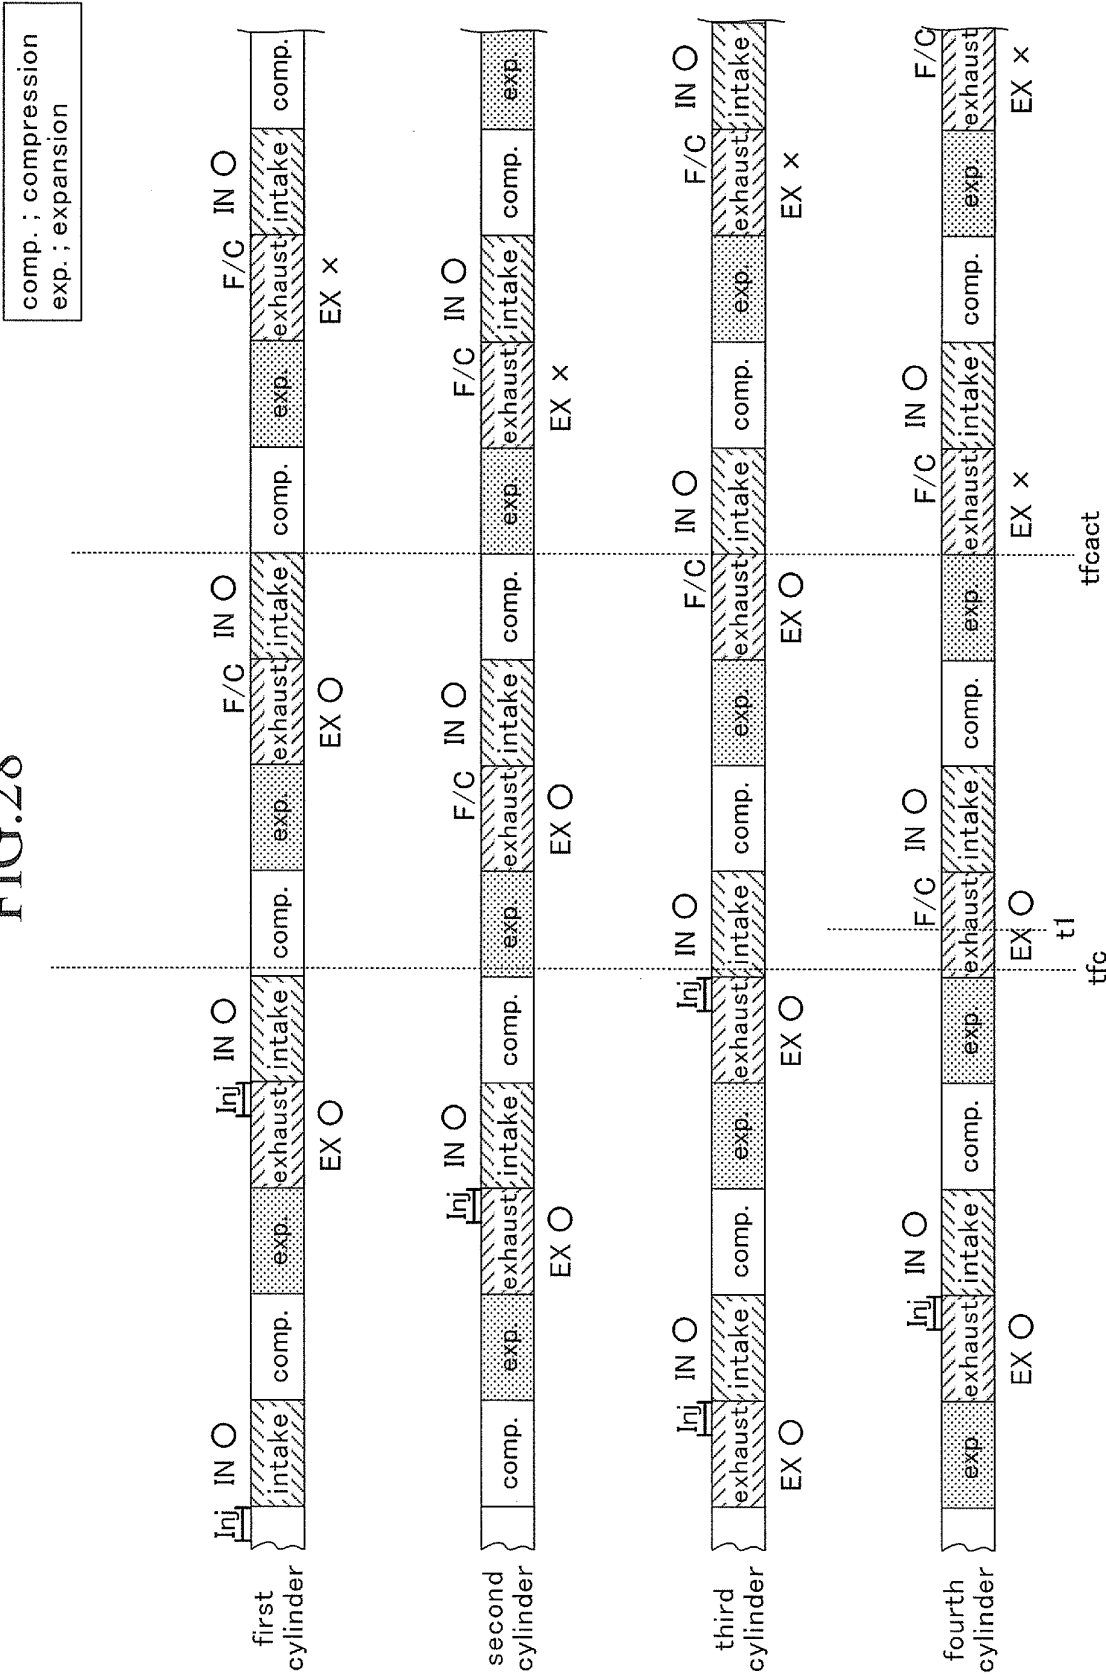 FIG.28
comp. ; compression
exp. ; expansion
Inj IN ○ Inj IN ○ F/C IN ○ F/C IN ○
first
cylinder
intake comp. exp. exhaust intake comp. exp. exhaust intake comp. exp. exhaust intake comp.
EX ○ EX ○ EX ×
Inj IN ○ F/C IN ○ F/C IN ○
second
cylinder
comp. exp. exhaust intake comp. exp. exhaust intake comp. exp. exhaust intake comp. exp.
EX ○ EX ○ EX ×
Inj IN ○ Inj IN ○ F/C IN ○ F/C IN ○
third
cylinder
exhaust intake comp. exp. exhaust intake comp. exp. exhaust intake comp. exp. exhaust intake
EX ○ EX ○ EX ○ EX ×
Inj IN ○ F/C IN ○ F/C IN ○ F/C
fourth
cylinder
exp. exhaust intake comp. exp. exhaust intake comp. exp. exhaust intake comp. exp. exhaust
EX ○ EX ○ EX × EX ×
t1
tfc tfcact